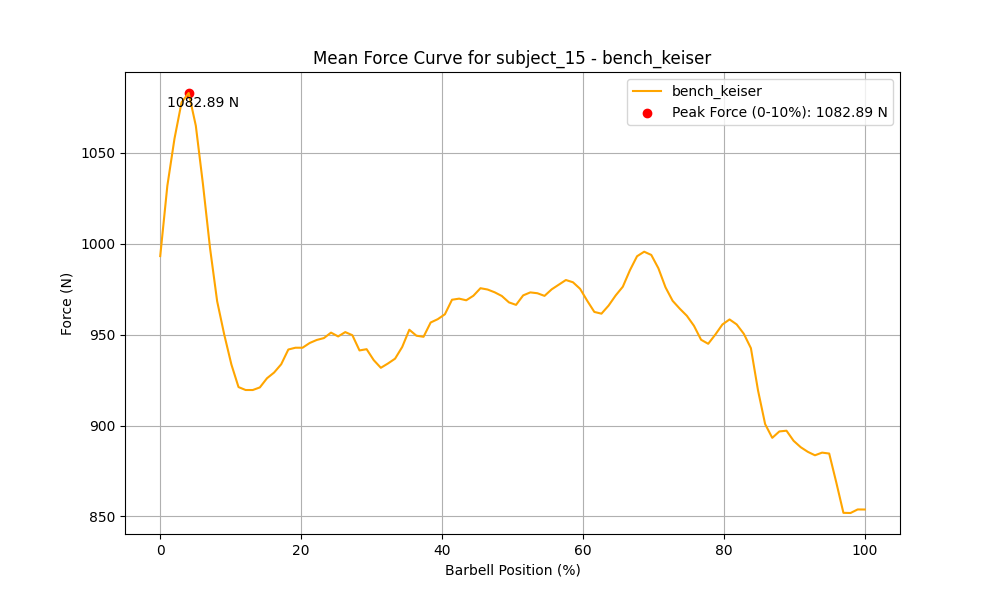 Mean Force Curve for subject_15 - bench_keiser
1082.89 N
bench_keiser
Peak Force (0-10%): 1082.89 N
Force (N)
1050
1000
950
900
850
0 20 40 60 80 100
Barbell Position (%)